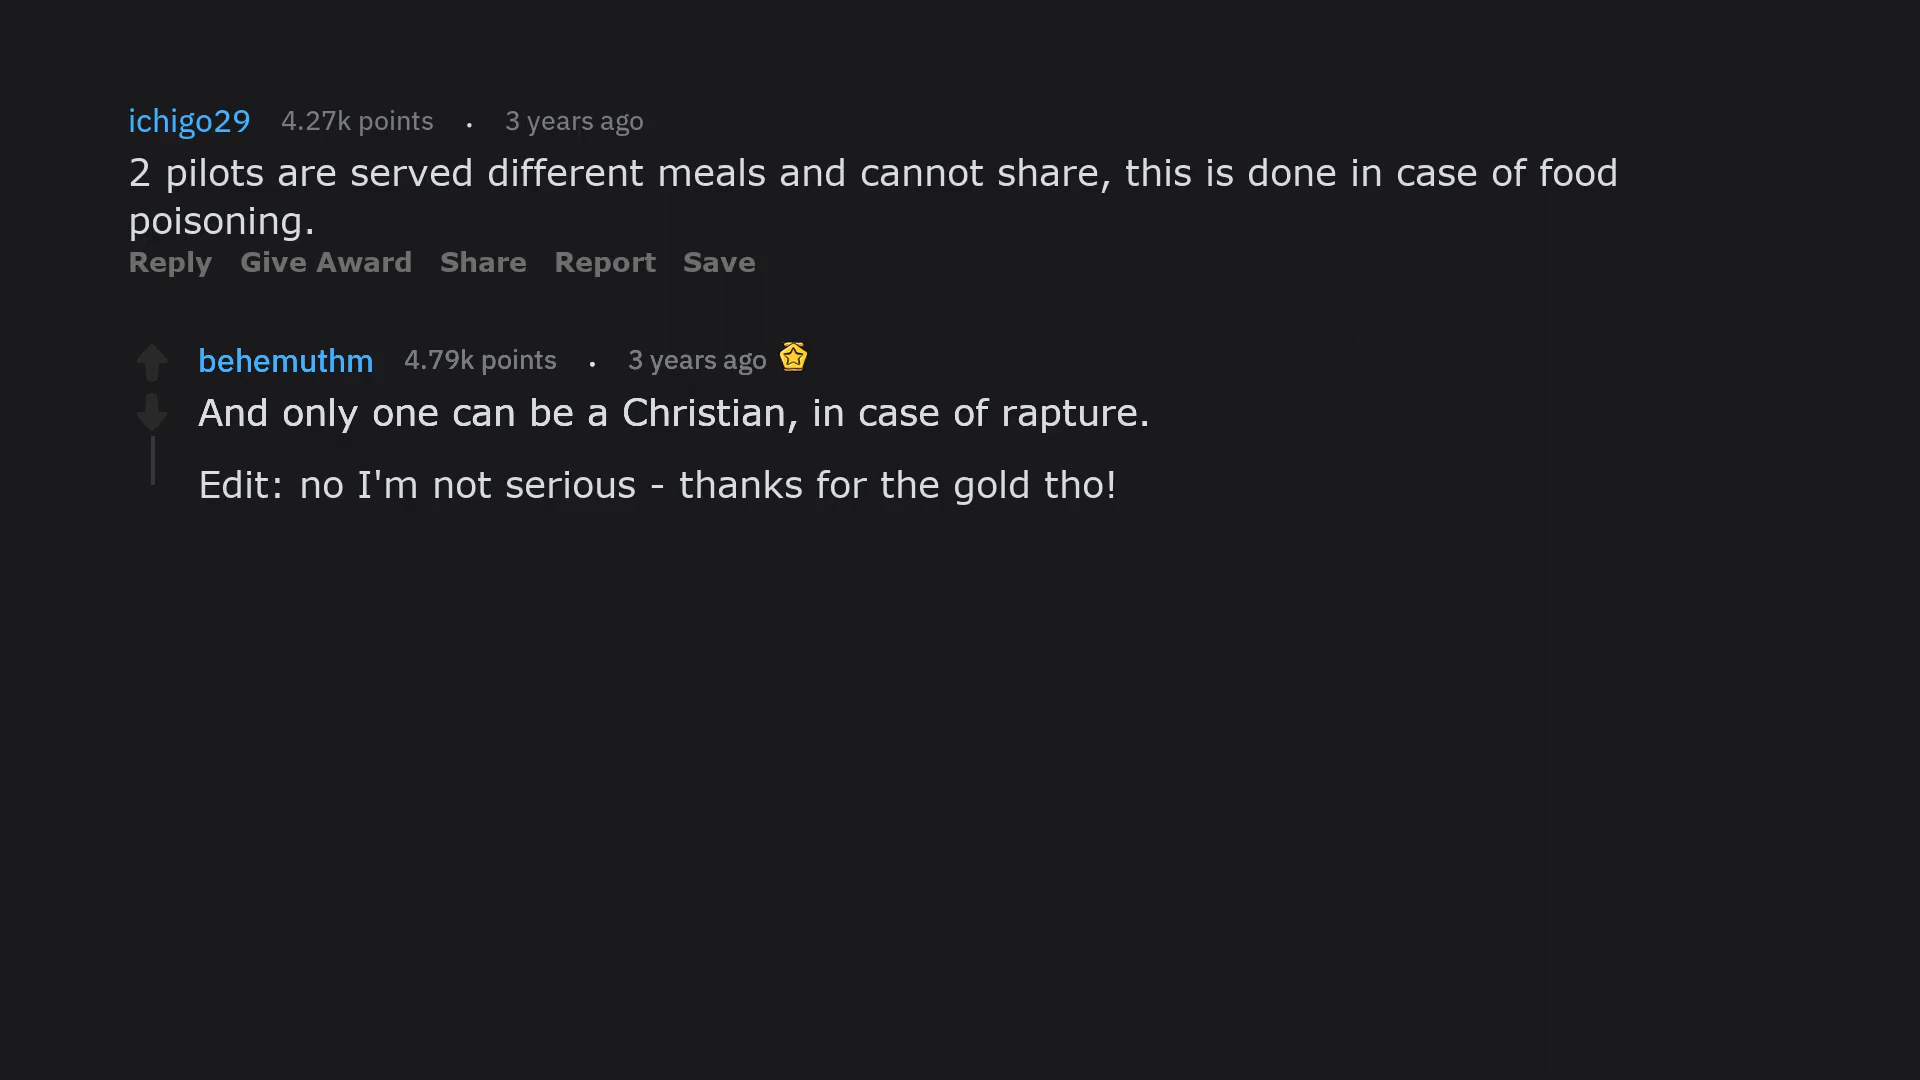 ichigo29 4.27k points . 3 years ago
2 pilots are served different meals and cannot share, this is done in case of food
poisoning.
Reply Give Award Share Report Save
behemuthm 4.79k points . 3 years ago
And only one can be a Christian, in case of rapture.
Edit: no I'm not serious - thanks for the gold tho!